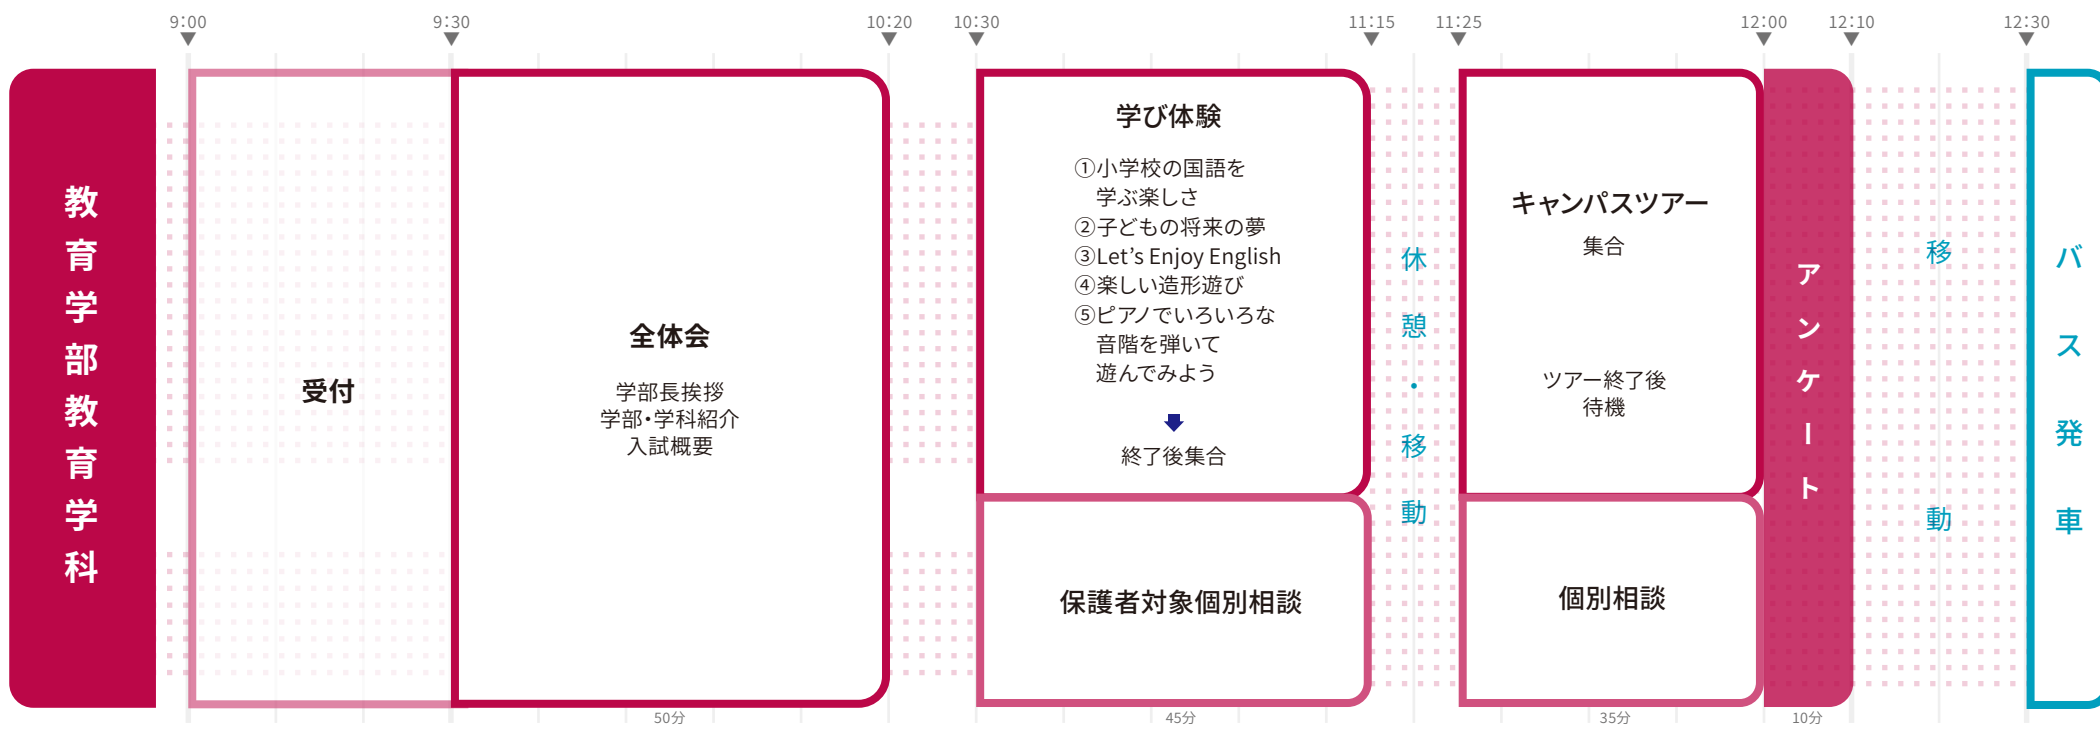 9:00
9:30
10:20
10:30
11:15
11:25
12:00
12:10
12:30
教育学部教育学科
受付
全体会
学部長挨拶
学部・学科紹介
入試概要
50分
学び体験
①小学校の国語を
学ぶ楽しさ
②子どもの将来の夢
③Let’s Enjoy English
④楽しい造形遊び
⑤ピアノでいろいろな
音階を弾いて
遊んでみよう
終了後集合
保護者対象個別相談
45分
休憩・移動
キャンパスツアー
集合
ツアー終了後
待機
個別相談
35分
アンケート
10分
移動
バス発車